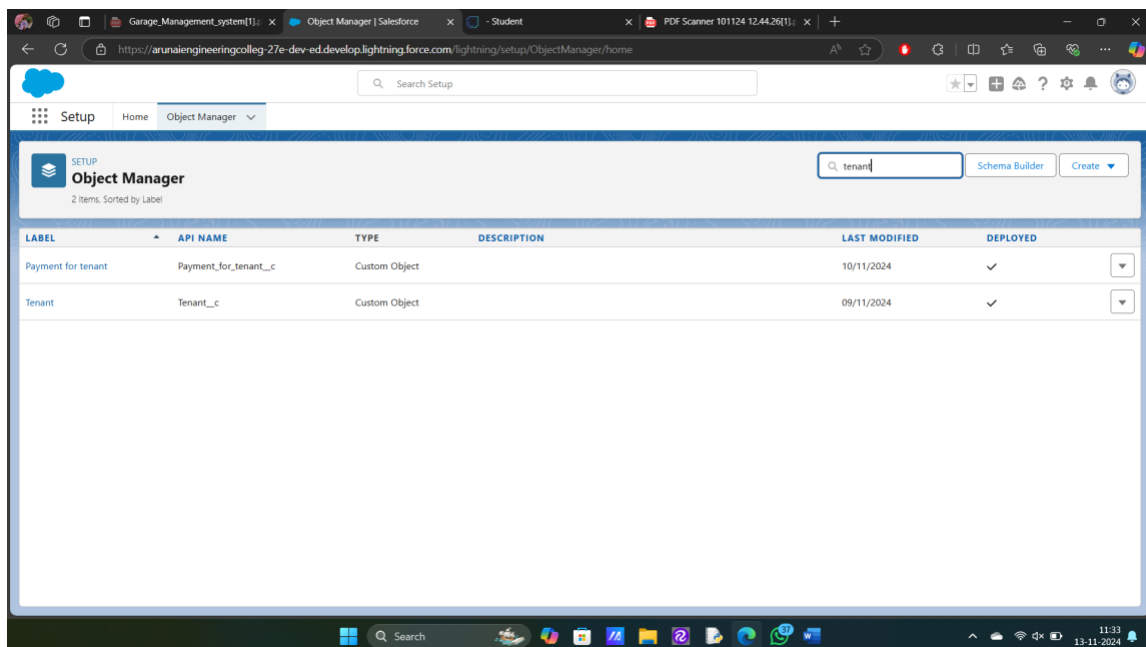 Garage_Management_system[1].
Object Manager | Salesforce
- Student
PDF Scanner 101124 12.44.26[1].
https://arunaiengineeringcolleg-27e-dev-ed.develop.lightning.force.com/lightning/setup/ObjectManager/home
Search Setup
Setup
Home
Object Manager
SETUP
Object Manager
2 Items, Sorted by Label
tenant
Schema Builder
Create
LABEL API NAME TYPE DESCRIPTION LAST MODIFIED DEPLOYED
Payment for tenant Payment_for_tenant__c Custom Object 10/11/2024
Tenant Tenant__c Custom Object 09/11/2024
Search
37
11:33
13-11-2024